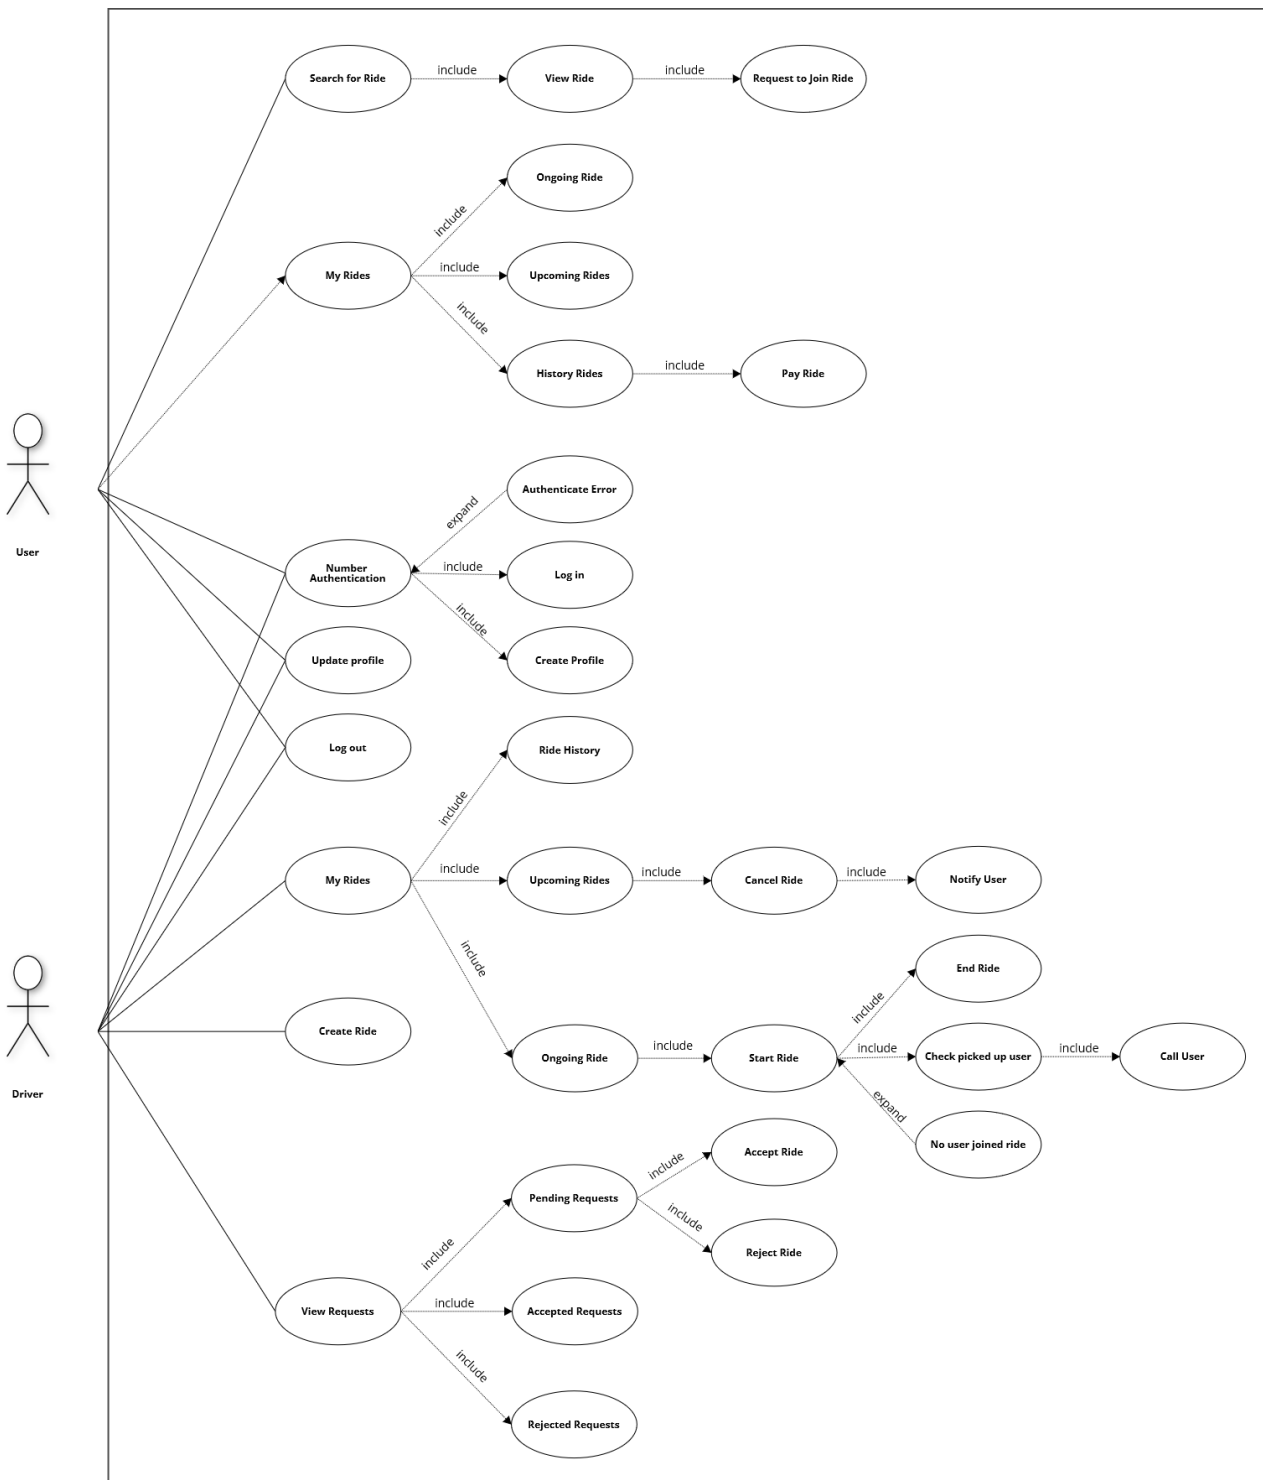 Search for Ride
include
View Ride
include
Request to Join Ride
Ongoing Ride
include
My Rides
include
Upcoming Rides
include
History Rides
include
Pay Ride
User
Authenticate Error
expand
Number
Authentication
include
Log in
include
Create Profile
Update profile
Log out
Ride History
include
My Rides
include
Upcoming Rides
include
Cancel Ride
include
Notify User
include
End Ride
include
Driver
Create Ride
Ongoing Ride
include
Start Ride
include
Check picked up user
include
Call User
expand
No user joined ride
Accept Ride
include
Pending Requests
include
Reject Ride
include
View Requests
include
Accepted Requests
include
Rejected Requests